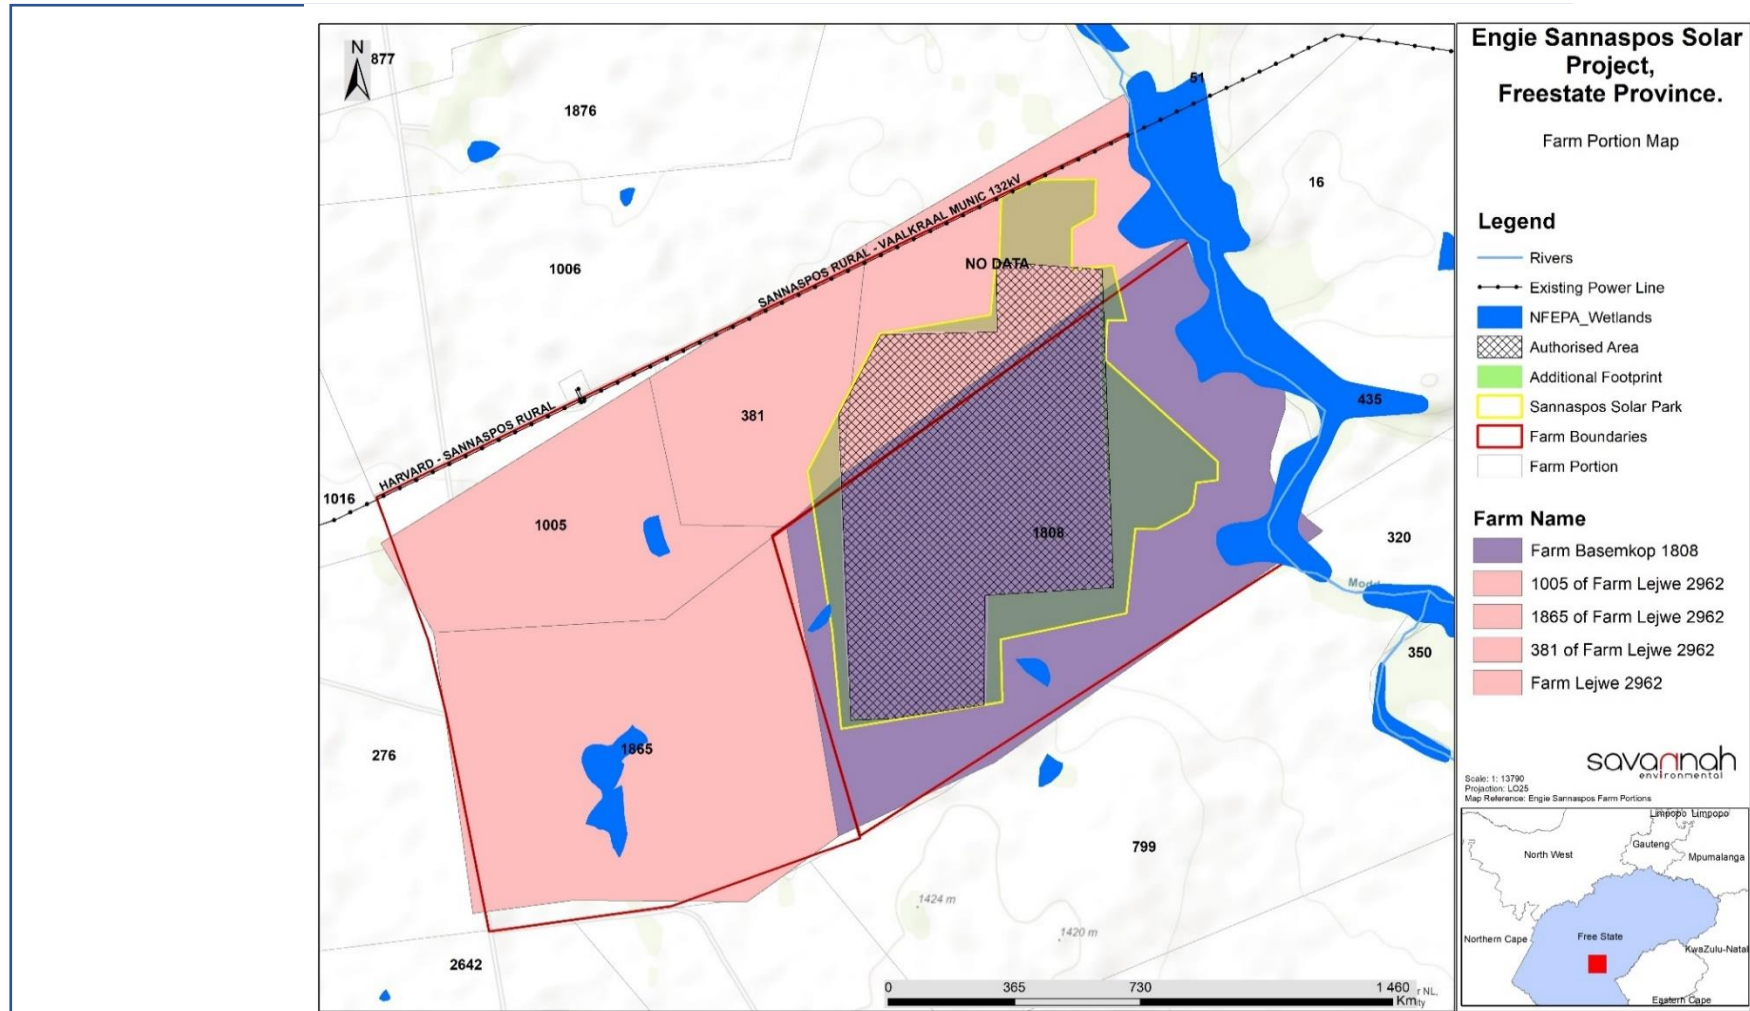 N
877
1876
51
16
1006
SANNASPOS RURAL - VAALKRAAL MUNIC 132kV
NO DATA
HARVARD - SANNASPOS RURAL
381
435
1016
1005
1808
320
350
276
1865
799
1424 m
1420 m
2642
0 365 730 1 460
Km
Engie Sannaspos Solar
Project,
Freestate Province.
Farm Portion Map
Legend
Rivers
Existing Power Line
NFEPA_Wetlands
Authorised Area
Additional Footprint
Sannaspos Solar Park
Farm Boundaries
Farm Portion
Farm Name
Farm Basemkop 1808
1005 of Farm Lejwe 2962
1865 of Farm Lejwe 2962
381 of Farm Lejwe 2962
Farm Lejwe 2962
savannah
environmental
Scale: 1: 13790
Projection: LO25
Map Reference: Engie Sannaspos Farm Portions
Limpopo Limpopo
North West
Gauteng
Mpumalanga
Northern Cape
Free State
KwaZulu-Natal
Eastern Cape